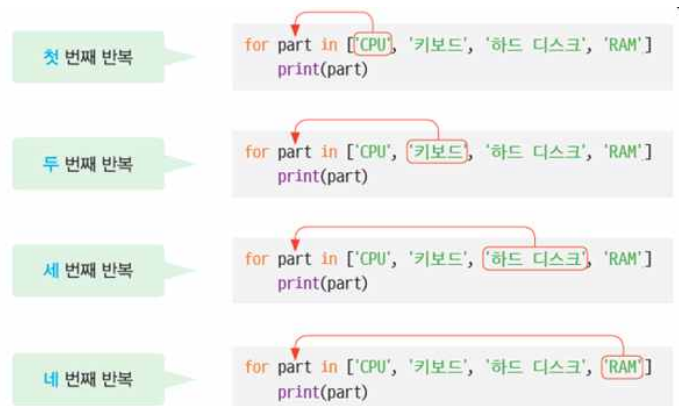 첫 번째 반복
for part in ['CPU', '키보드', '하드 디스크', 'RAM']
print(part)
두 번째 반복
for part in ['CPU', '키보드', '하드 디스크', 'RAM']
print(part)
세 번째 반복
for part in ['CPU', '키보드', '하드 디스크', 'RAM']
print(part)
네 번째 반복
for part in ['CPU', '키보드', '하드 디스크', 'RAM']
print(part)